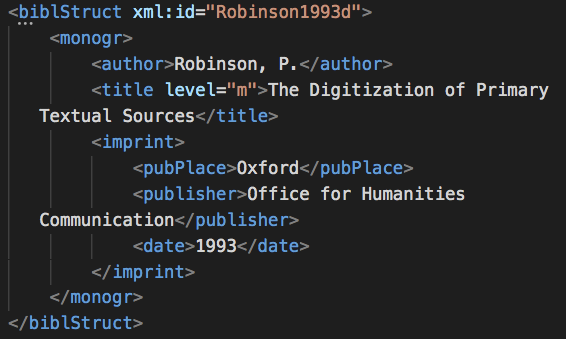 <biblStruct xml:id="Robinson1993d">
<monogr>
<author>Robinson, P.</author>
<title level="m">The Digitization of Primary
Textual Sources</title>
<imprint>
<pubPlace>Oxford</pubPlace>
<publisher>Office for Humanities
Communication</publisher>
<date>1993</date>
</imprint>
</monogr>
</biblStruct>